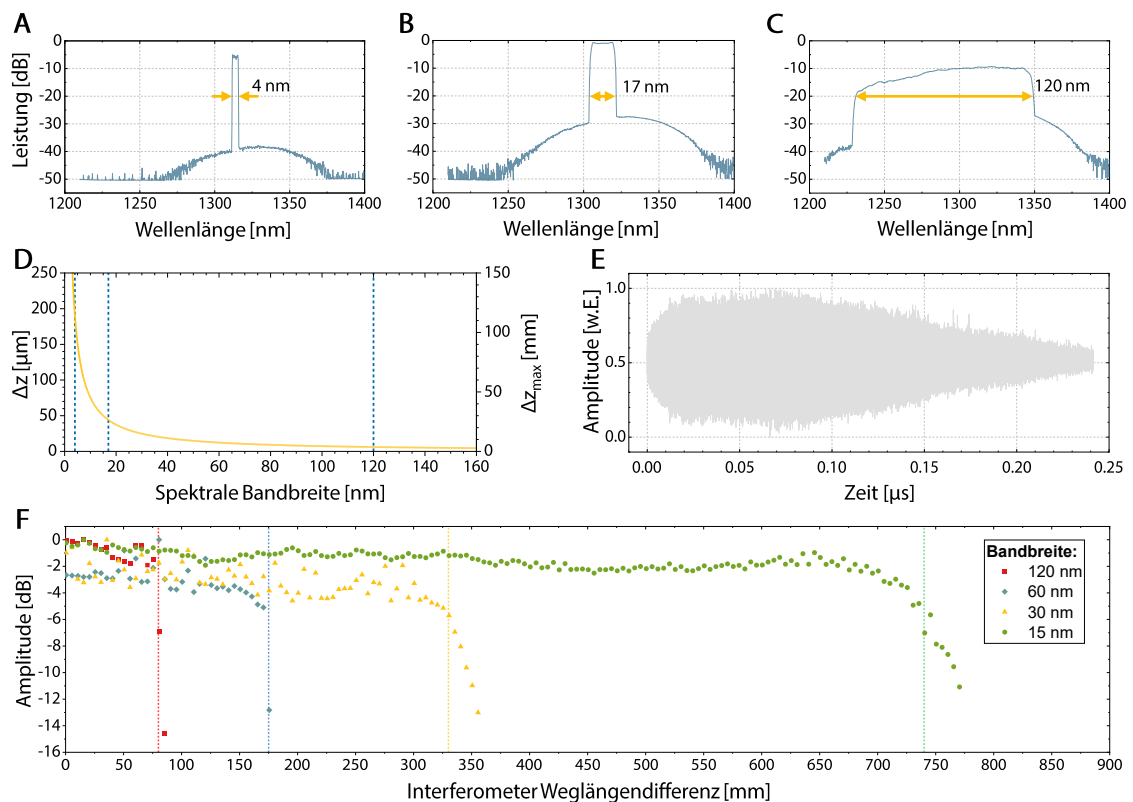 A
B
C
0
-10
-20
-30
-40
-50
Leistung [dB]
4 nm
1200
1250
1300
1350
1400
Wellenlänge [nm]
0
-10
-20
-30
-40
-50
17 nm
1200
1250
1300
1350
1400
Wellenlänge [nm]
0
-10
-20
-30
-40
-50
120 nm
1200
1250
1300
1350
1400
Wellenlänge [nm]
D
250
200
150
100
50
0
Δz [µm]
150
100
50
0
Δzmax [mm]
0 20 40 60 80 100 120 140 160
Spektrale Bandbreite [nm]
E
1.0
0.5
0.0
Amplitude [w.E.]
0.00 0.05 0.10 0.15 0.20 0.25
Zeit [µs]
F
0
-2
-4
-6
-8
-10
-12
-14
-16
Amplitude [dB]
Bandbreite:
120 nm
60 nm
30 nm
15 nm
0 50 100 150 200 250 300 350 400 450 500 550 600 650 700 750 800 850 900
Interferometer Weglängendifferenz [mm]